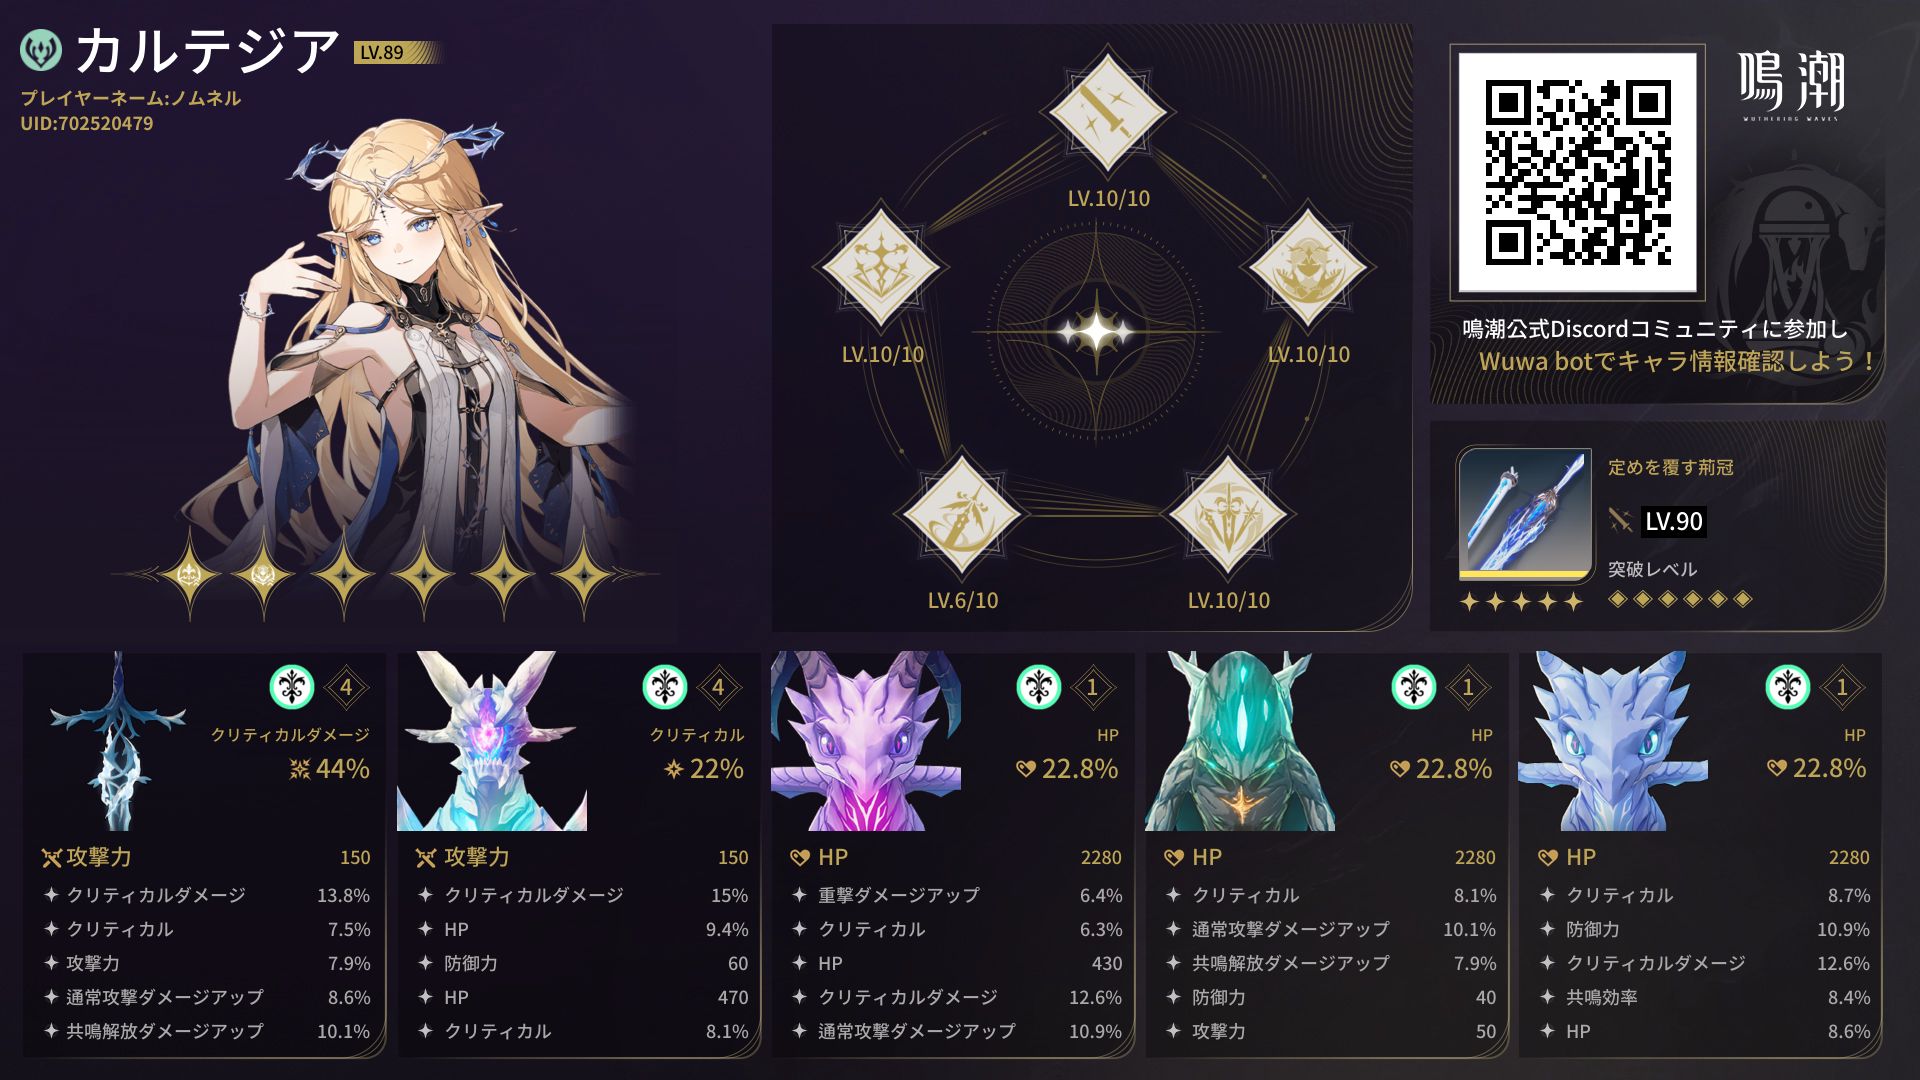 カルテジア LV.89
プレイヤーネーム:ノムネル
UID:702520479
LV.10/10
LV.10/10
LV.10/10
LV.6/10
LV.10/10
鳴潮
WUTHERING WAVES
鳴潮公式Discordコミュニティに参加し
Wuwa botでキャラ情報確認しよう！
定めを覆す荊冠
LV.90
突破レベル
4
クリティカルダメージ
44%
攻撃力 150
クリティカルダメージ 13.8%
クリティカル 7.5%
攻撃力 7.9%
通常攻撃ダメージアップ 8.6%
共鳴解放ダメージアップ 10.1%
4
クリティカル
22%
攻撃力 150
クリティカルダメージ 15%
HP 9.4%
防御力 60
HP 470
クリティカル 8.1%
1
HP
22.8%
HP 2280
重撃ダメージアップ 6.4%
クリティカル 6.3%
HP 430
クリティカルダメージ 12.6%
通常攻撃ダメージアップ 10.9%
1
HP
22.8%
HP 2280
クリティカル 8.1%
通常攻撃ダメージアップ 10.1%
共鳴解放ダメージアップ 7.9%
防御力 40
攻撃力 50
1
HP
22.8%
HP 2280
クリティカル 8.7%
防御力 10.9%
クリティカルダメージ 12.6%
共鳴効率 8.4%
HP 8.6%